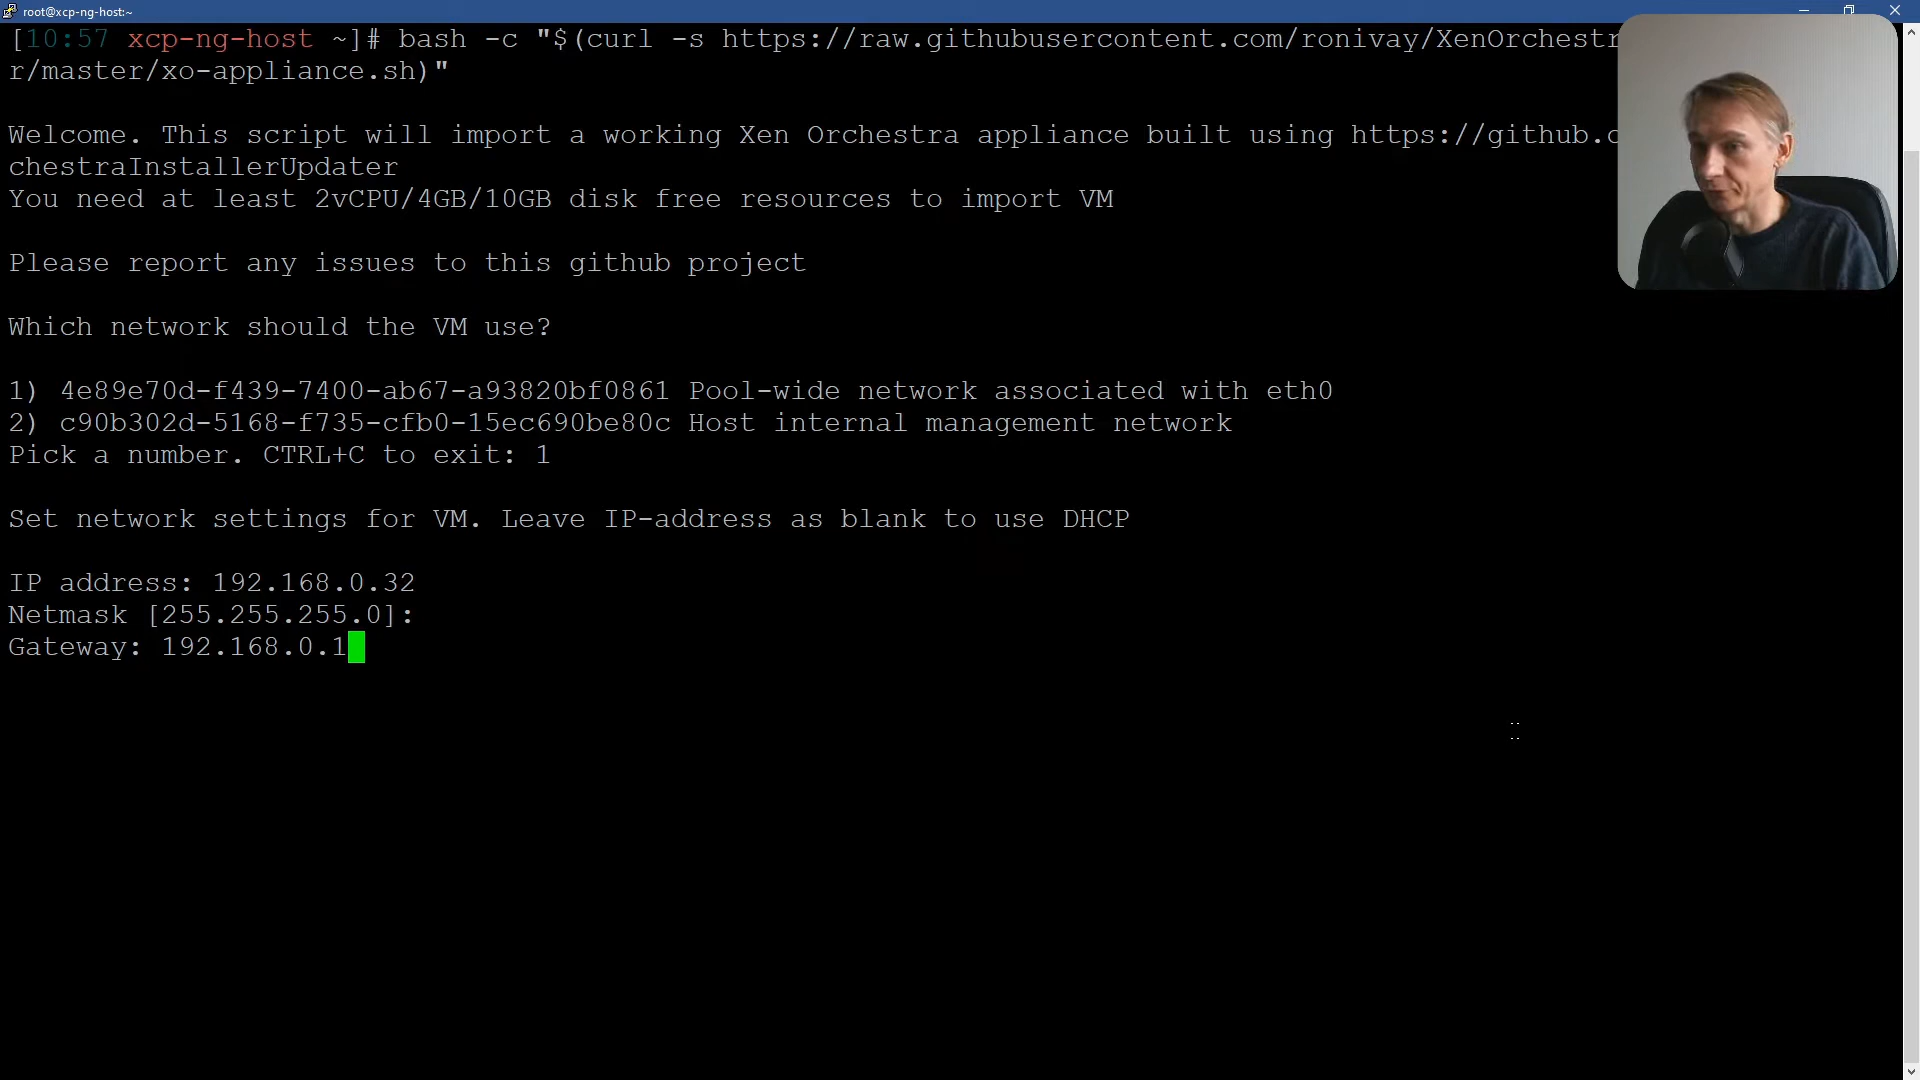 root@xcp-ng-host:~
[10:57 xcp-ng-host ~]# bash -c "$(curl -s https://raw.githubusercontent.com/ronivay/XenOrchestr
r/master/xo-appliance.sh)"
Welcome. This script will import a working Xen Orchestra appliance built using https://github.c
chestraInstallerUpdater
You need at least 2vCPU/4GB/10GB disk free resources to import VM
Please report any issues to this github project
Which network should the VM use?
1) 4e89e70d-f439-7400-ab67-a93820bf0861 Pool-wide network associated with eth0
2) c90b302d-5168-f735-cfb0-15ec690be80c Host internal management network
Pick a number. CTRL+C to exit: 1
Set network settings for VM. Leave IP-address as blank to use DHCP
IP address: 192.168.0.32
Netmask [255.255.255.0]:
Gateway: 192.168.0.1